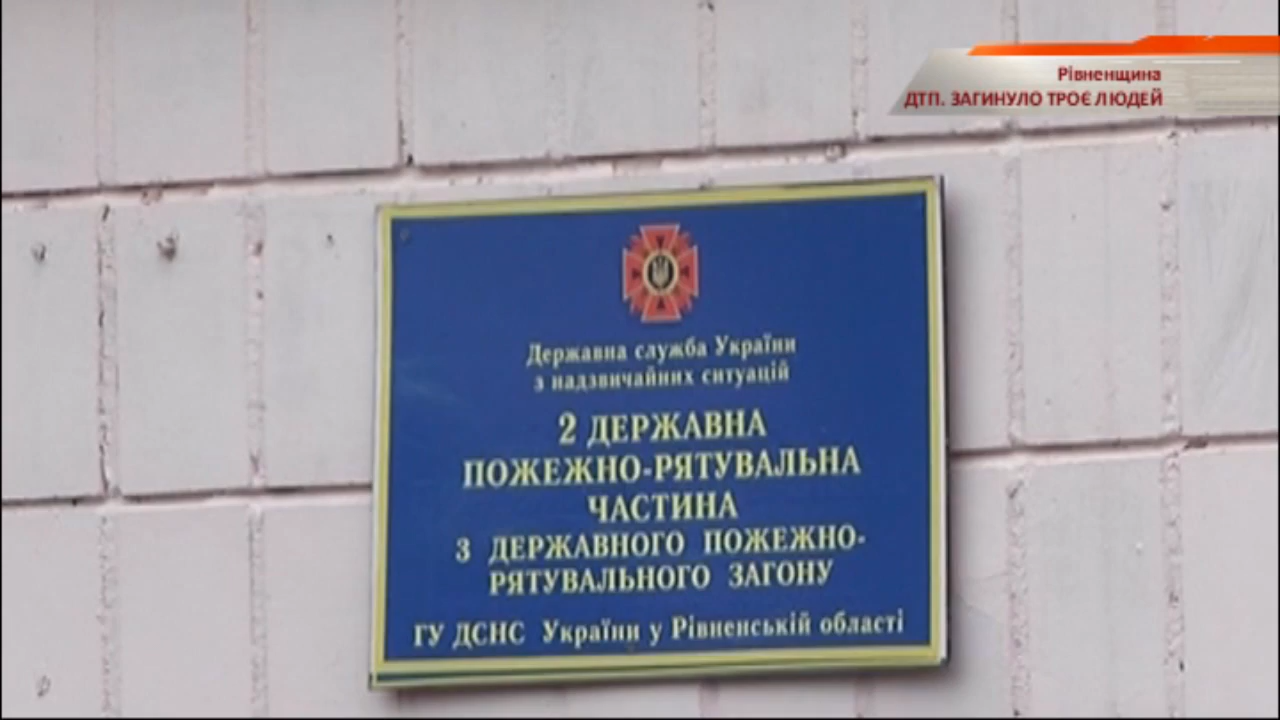 Рівненщина
ДТП. ЗАГИНУЛО ТРОЄ ЛЮДЕЙ
Державна служба України
з надзвичайних ситуацій
2 ДЕРЖАВНА
ПОЖЕЖНО-РЯТУВАЛЬНА
ЧАСТИНА
3 ДЕРЖАВНОГО ПОЖЕЖНО-
РЯТУВАЛЬНОГО ЗАГОНУ
ГУ ДСНС України у Рівненській області